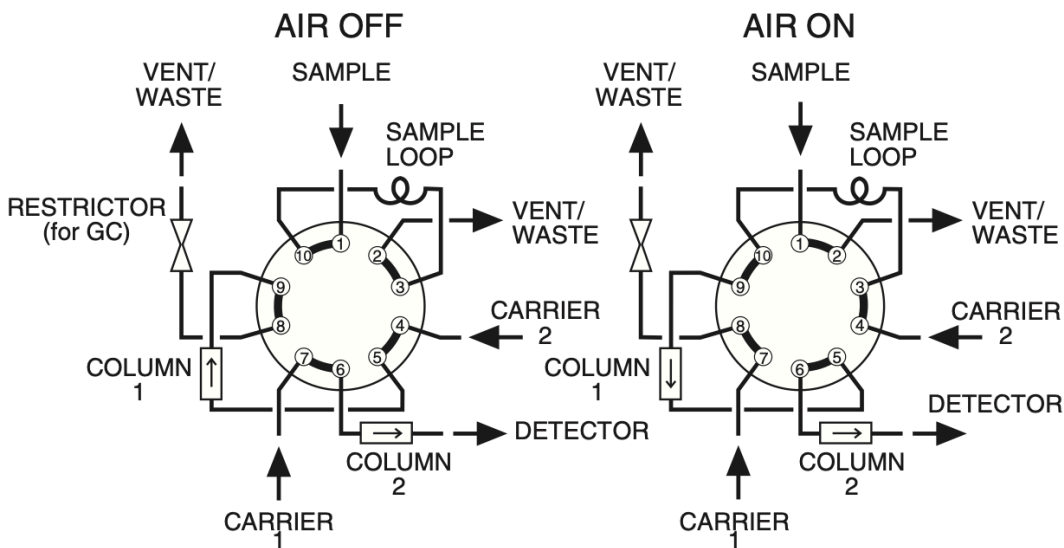 AIR OFF
VENT/
WASTE
SAMPLE
SAMPLE
LOOP
RESTRICTOR
(for GC)
VENT/
WASTE
1
2
3
4
5
6
7
8
9
10
CARRIER
2
COLUMN
1
DETECTOR
COLUMN
2
CARRIER
1
AIR ON
VENT/
WASTE
SAMPLE
SAMPLE
LOOP
VENT/
WASTE
1
2
3
4
5
6
7
8
9
10
CARRIER
2
COLUMN
1
DETECTOR
COLUMN
2
CARRIER
1